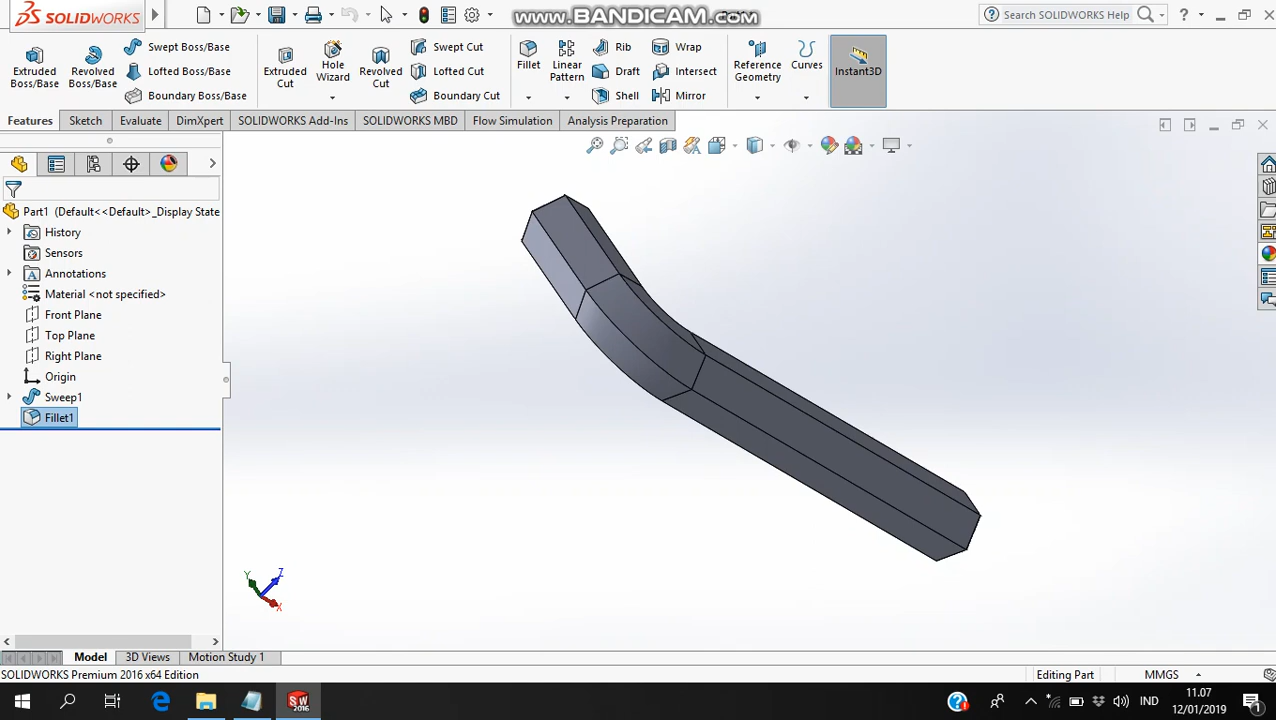 SOLIDWORKS
www.BANDICAM.com
Search SOLIDWORKS Help
?
Extruded Boss/Base
Revolved Boss/Base
Swept Boss/Base
Lofted Boss/Base
Boundary Boss/Base
Extruded Cut
Hole Wizard
Revolved Cut
Swept Cut
Lofted Cut
Boundary Cut
Fillet
Linear Pattern
Rib
Draft
Shell
Wrap
Intersect
Mirror
Reference Geometry
Curves
Instant3D
Features
Sketch
Evaluate
DimXpert
SOLIDWORKS Add-Ins
SOLIDWORKS MBD
Flow Simulation
Analysis Preparation
Part1 (Default<<Default>_Display State
History
Sensors
Annotations
Material <not specified>
Front Plane
Top Plane
Right Plane
Origin
Sweep1
Fillet1
Y
Z
X
Model
3D Views
Motion Study 1
SOLIDWORKS Premium 2016 x64 Edition
Editing Part
MMGS
SW
2016
IND
11.07
12/01/2019